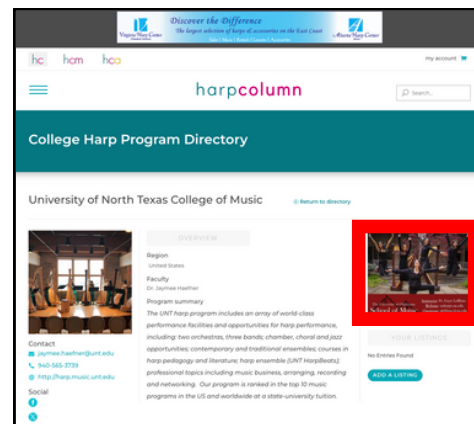 Virginia Harp Center
Discover the Difference
The largest selection of harps & accessories on the East Coast
Atlanta Harp Center
hc hcm hca
my account
harpcolumn
Search...
College Harp Program Directory
University of North Texas College of Music
Return to directory
OVERVIEW
Region
United States
Faculty
Dr. Jaymee Haefner
Program summary
The UNT harp program includes an array of world-class
performance facilities and opportunities for harp performance,
including: two orchestras, three bands; chamber, choral and jazz
opportunities; contemporary and traditional ensembles; courses in
harp pedagogy and literature; harp ensemble (UNT HarpBeats);
professional topics including music business, arranging, recording
and networking. Our program is ranked in the top 10 music
programs in the US and worldwide at a state-university tuition.
Contact
jaymee.haefner@unt.edu
940-565-3739
http://harp.music.unt.edu
Social
School of Music
YOUR LISTINGS
No Entries Found
ADD A LISTING